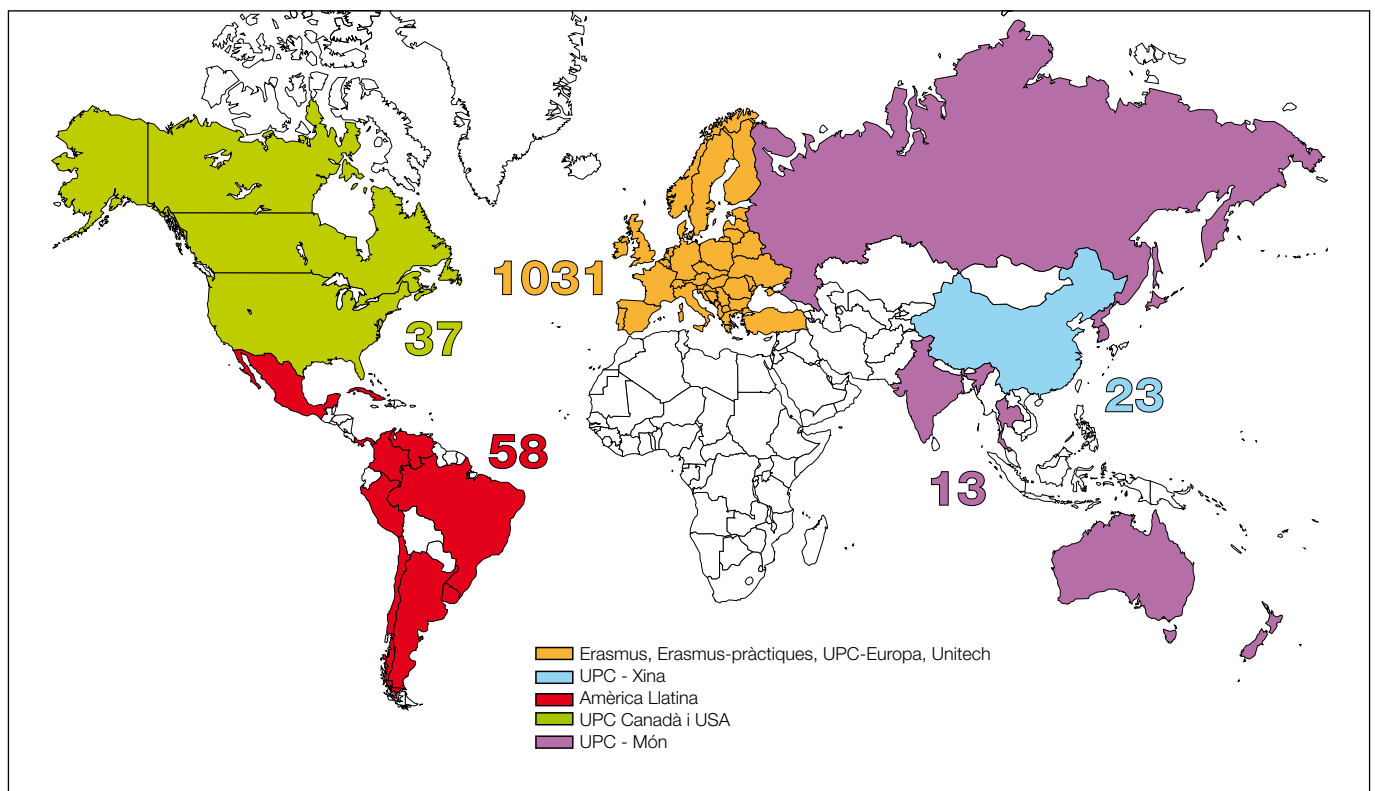 1031
37
23
58
13
Erasmus, Erasmus-pràctiques, UPC-Europa, Unitech
UPC - Xina
Amèrica Llatina
UPC Canadà i USA
UPC - Món